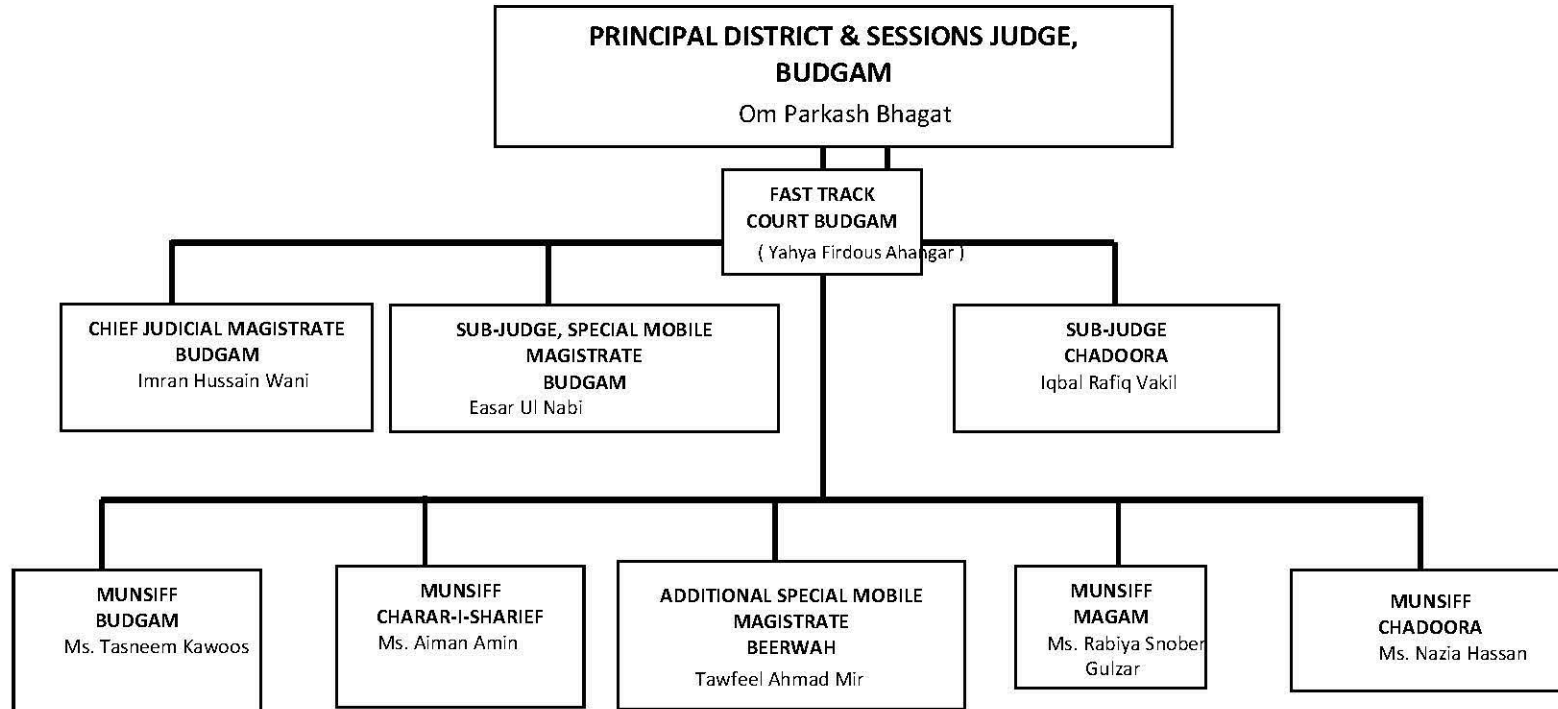 PRINCIPAL DISTRICT & SESSIONS JUDGE,
BUDGAM
Om Parkash Bhagat
FAST TRACK
COURT BUDGAM
( Yahya Firdous Ahangar )
CHIEF JUDICIAL MAGISTRATE
BUDGAM
Imran Hussain Wani
SUB-JUDGE, SPECIAL MOBILE
MAGISTRATE
BUDGAM
Easar Ul Nabi
SUB-JUDGE
CHADOORA
Iqbal Rafiq Vakil
MUNSIFF
BUDGAM
Ms. Tasneem Kawoos
MUNSIFF
CHARAR-I-SHARIEF
Ms. Aiman Amin
ADDITIONAL SPECIAL MOBILE
MAGISTRATE
BEERWAH
Tawfeel Ahmad Mir
MUNSIFF
MAGAM
Ms. Rabiya Snober
Gulzar
MUNSIFF
CHADOORA
Ms. Nazia Hassan